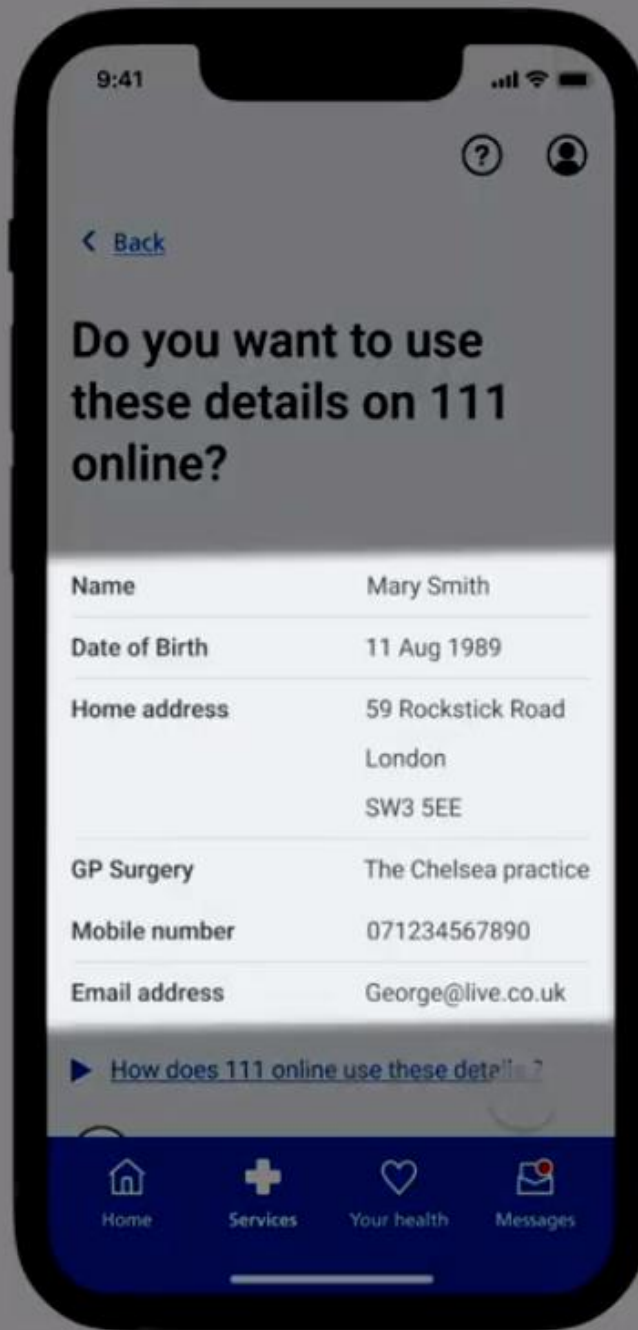 9:41
?
Back
Do you want to use
these details on 111
online?
Name Mary Smith
Date of Birth 11 Aug 1989
Home address 59 Rockstick Road
London
SW3 5EE
GP Surgery The Chelsea practice
Mobile number 071234567890
Email address George@live.co.uk
How does 111 online use these details ?
Home Services Your health Messages